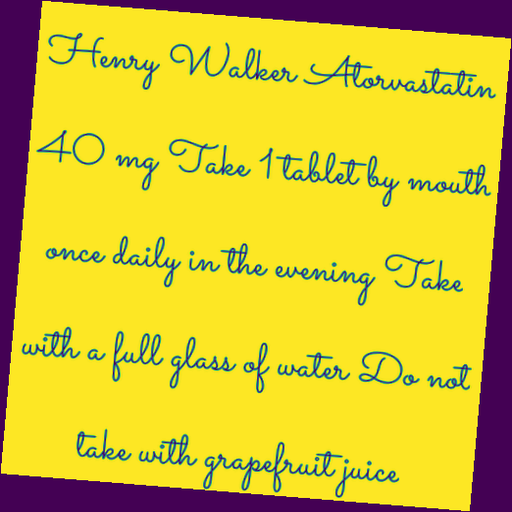 Henry Walker Atorvastatin
40 mg Take 1 tablet by mouth
once daily in the evening Take
with a full glass of water Do not
take with grapefruit juice